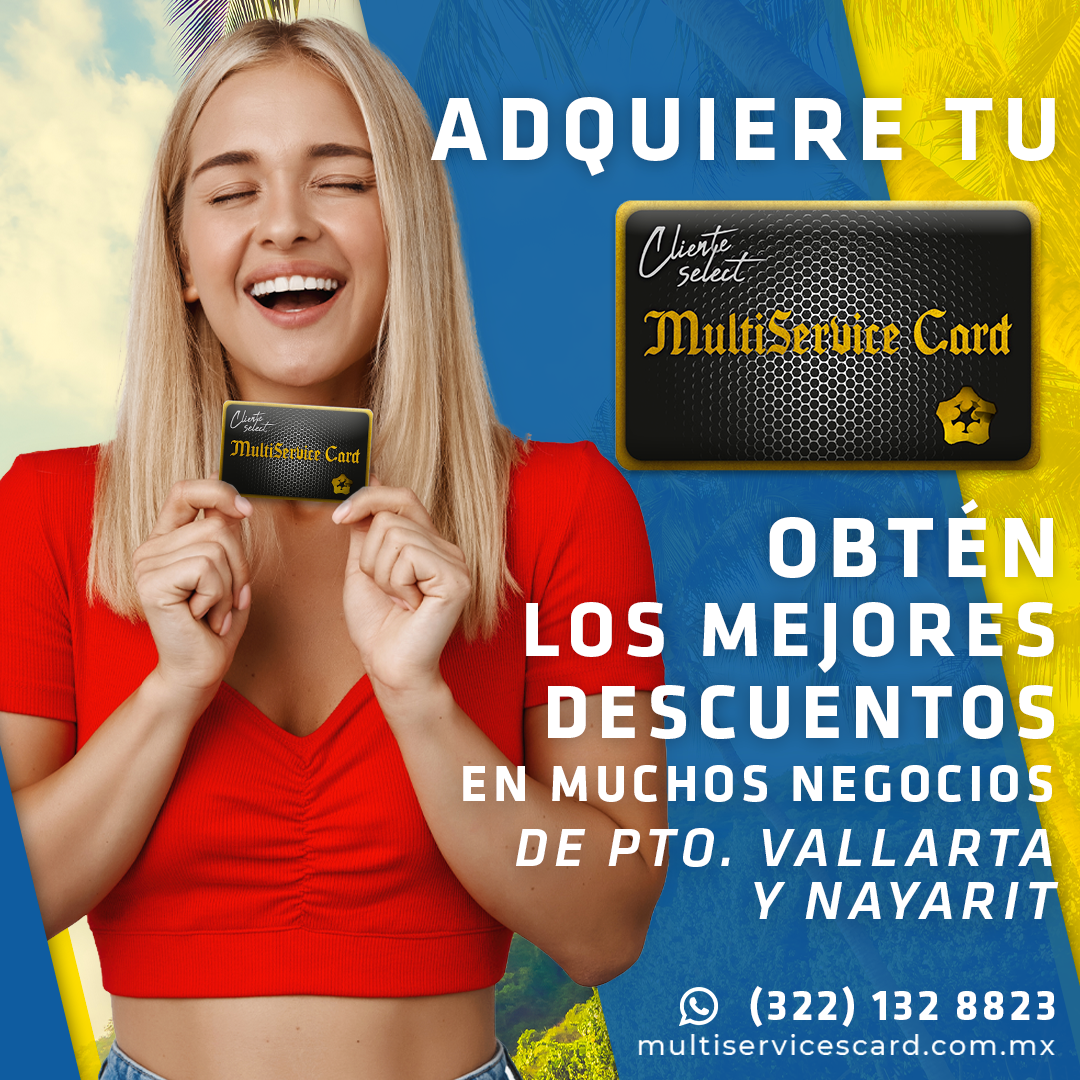 ADQUIERE TU
Cliente
select
MultiService Card
Cliente
select
MultiService Card
OBTÉN
LOS MEJORES
DESCUENTOS
EN MUCHOS NEGOCIOS
DE PTO. VALLARTA
Y NAYARIT
(322) 132 8823
multiservicescard.com.mx